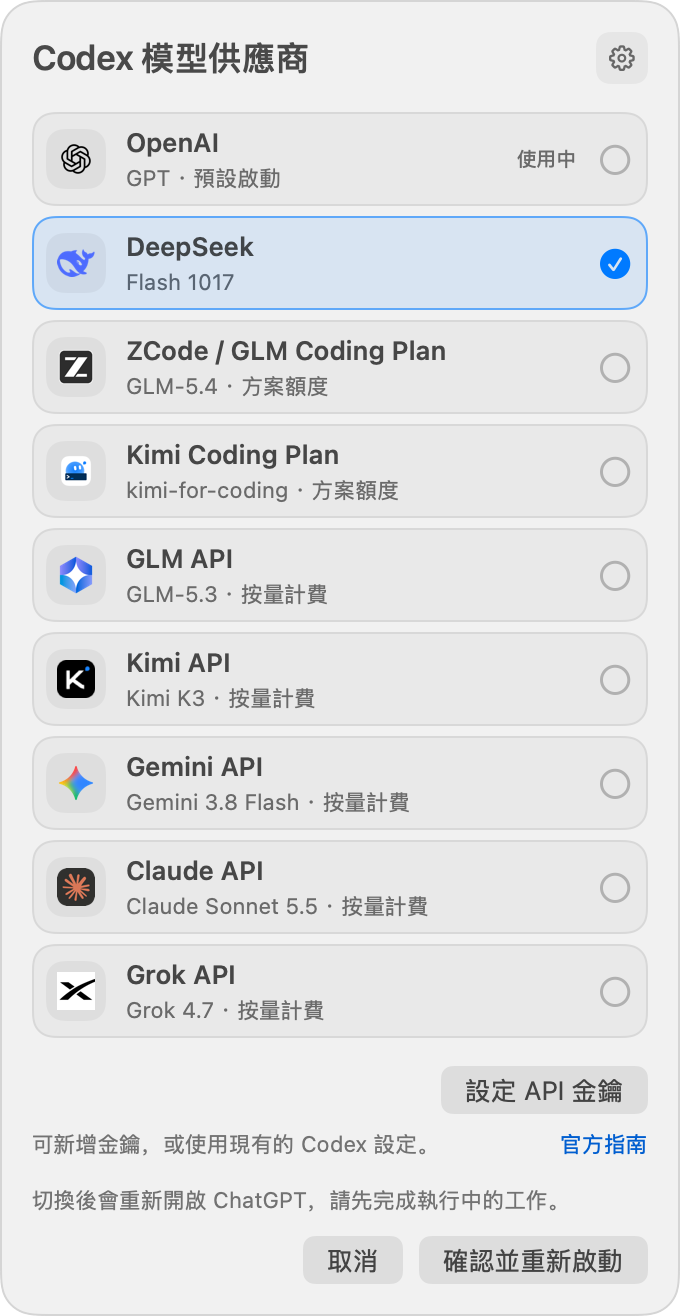 Codex 模型供應商
OpenAI
GPT · 預設啟動
使用中
DeepSeek
Flash 1017
ZCode / GLM Coding Plan
GLM-5.4 · 方案額度
Kimi Coding Plan
kimi-for-coding · 方案額度
GLM API
GLM-5.3 · 按量計費
Kimi API
Kimi K3 · 按量計費
Gemini API
Gemini 3.8 Flash · 按量計費
Claude API
Claude Sonnet 5.5 · 按量計費
Grok API
Grok 4.7 · 按量計費
設定 API 金鑰
可新增金鑰，或使用現有的 Codex 設定。 官方指南
切換後會重新開啟 ChatGPT，請先完成執行中的工作。
取消 確認並重新啟動